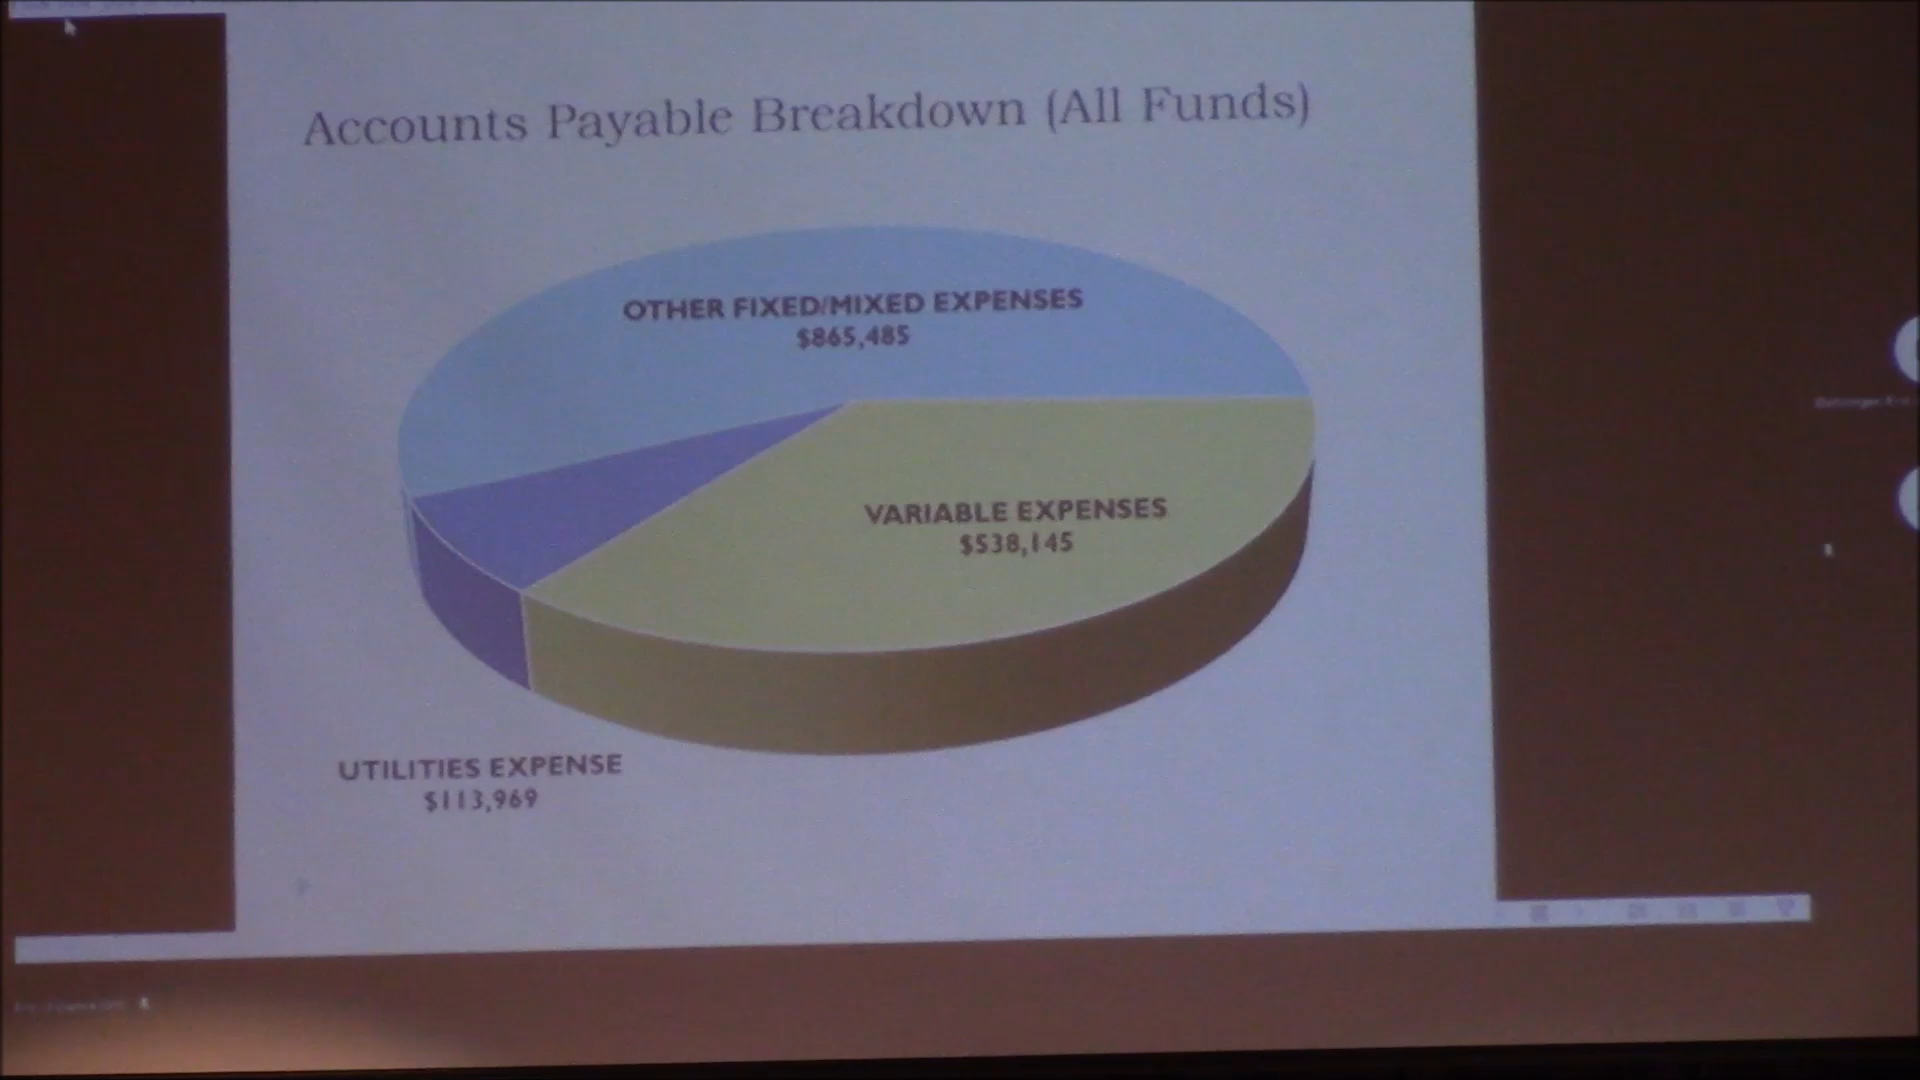 Accounts Payable Breakdown (All Funds)
OTHER FIXED/MIXED EXPENSES
$865,485
VARIABLE EXPENSES
$538,145
UTILITIES EXPENSE
$113,969